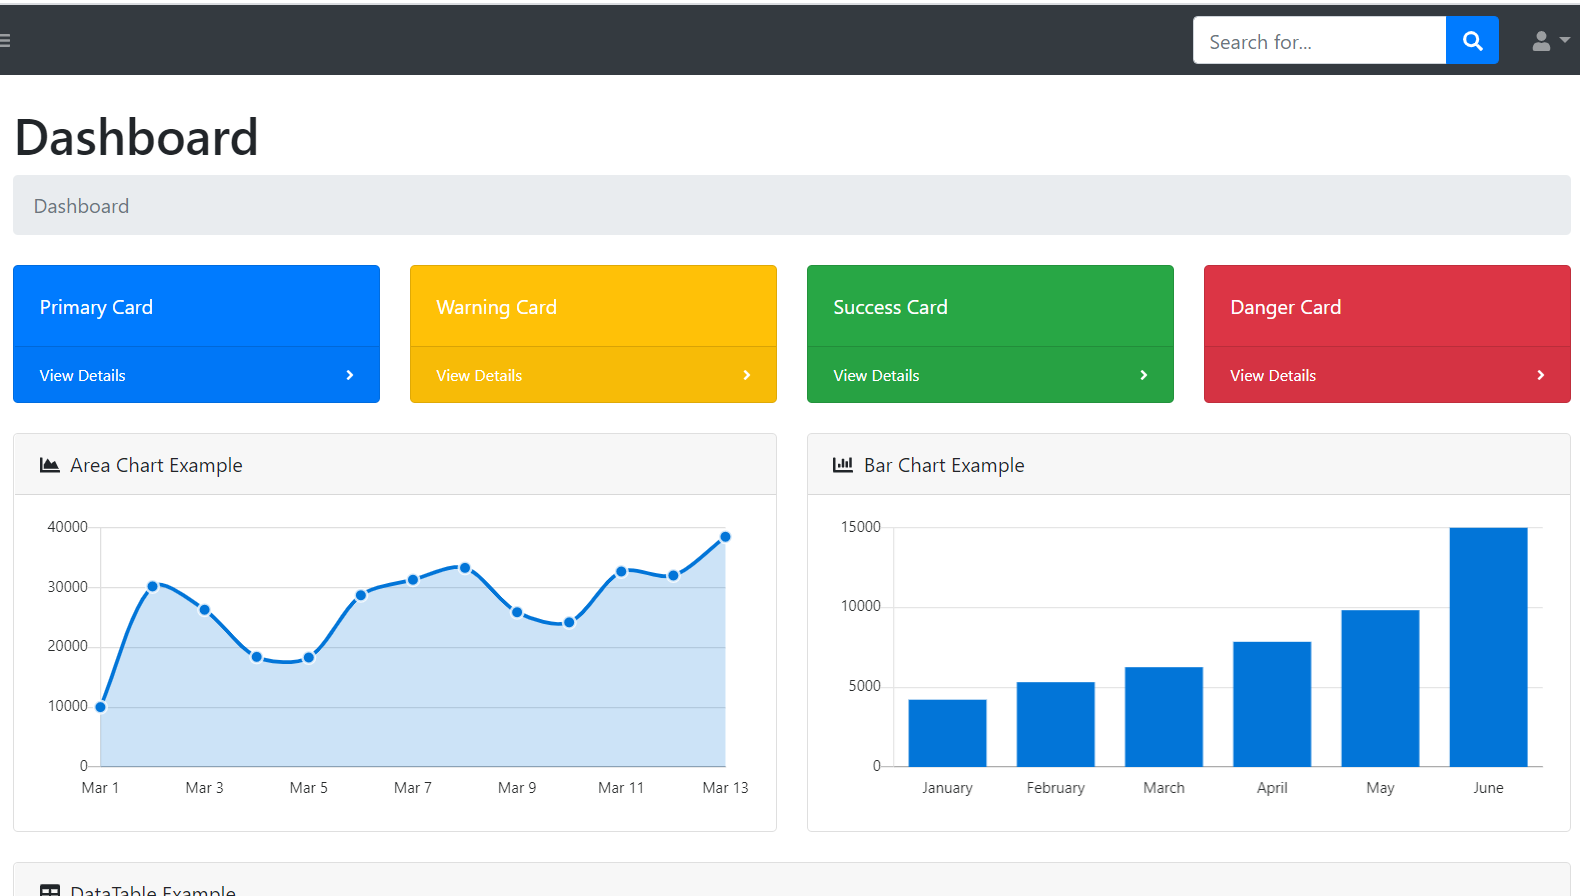 Search for...
Dashboard
Dashboard
Primary Card
View Details
Warning Card
View Details
Success Card
View Details
Danger Card
View Details
Area Chart Example
40000
30000
20000
10000
0
Mar 1 Mar 3 Mar 5 Mar 7 Mar 9 Mar 11 Mar 13
Bar Chart Example
15000
10000
5000
0
January February March April May June
DataTable Example